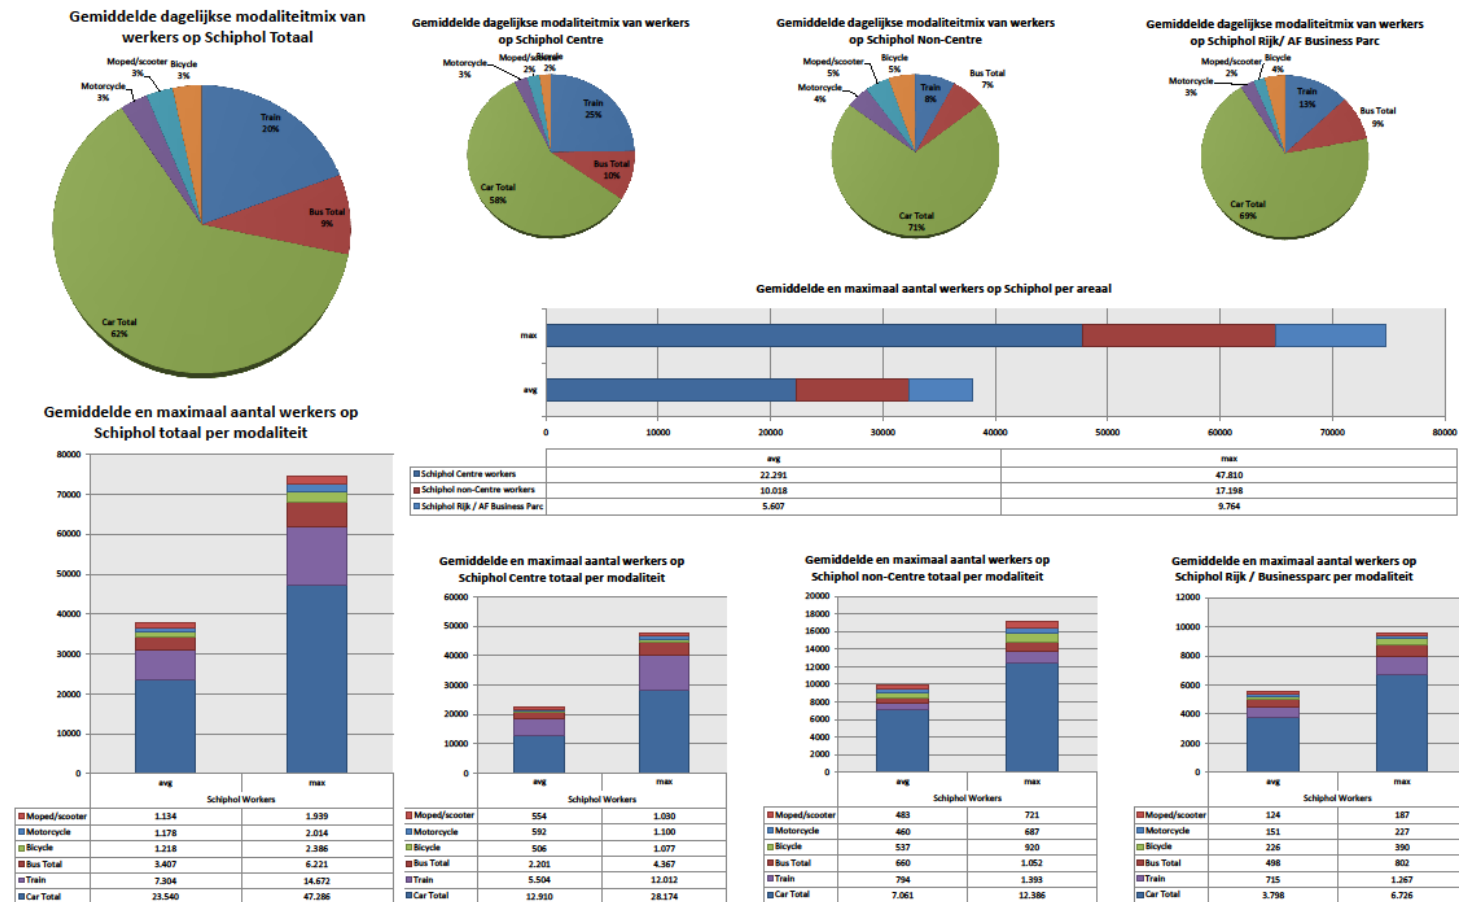 Gemiddelde dagelijkse modaliteitmix van
werkers op Schiphol Totaal
Moped/scooter
3%
Bicycle
3%
Motorcycle
3%
Train
20%
Bus Total
9%
Car Total
62%
Gemiddelde dagelijkse modaliteitmix van werkers
op Schiphol Centre
Moped/scooter
2%
Bicycle
2%
Motorcycle
3%
Train
25%
Bus Total
10%
Car Total
58%
Gemiddelde dagelijkse modaliteitmix van werkers
op Schiphol Non-Centre
Moped/scooter
5%
Bicycle
5%
Motorcycle
4%
Train
8%
Bus Total
7%
Car Total
71%
Gemiddelde dagelijkse modaliteitmix van werkers
op Schiphol Rijk/ AF Business Parc
Moped/scooter
2%
Bicycle
4%
Motorcycle
3%
Train
13%
Bus Total
9%
Car Total
69%
Gemiddelde en maximaal aantal werkers op Schiphol per areaal
max
avg
0 10000 20000 30000 40000 50000 60000 70000 80000
avg max
Schiphol Centre workers 22.291 47.810
Schiphol non-Centre workers 10.018 17.198
Schiphol Rijk / AF Business Parc 5.607 9.764
Gemiddelde en maximaal aantal werkers op
Schiphol totaal per modaliteit
80000
70000
60000
50000
40000
30000
20000
10000
0
avg max
Schiphol Workers
Moped/scooter 1.134 1.939
Motorcycle 1.178 2.014
Bicycle 1.218 2.386
Bus Total 3.407 6.221
Train 7.304 14.672
Car Total 23.540 47.286
Gemiddelde en maximaal aantal werkers op
Schiphol Centre totaal per modaliteit
60000
50000
40000
30000
20000
10000
0
avg max
Schiphol Workers
Moped/scooter 554 1.030
Motorcycle 592 1.100
Bicycle 506 1.077
Bus Total 2.201 4.367
Train 5.504 12.012
Car Total 12.910 28.174
Gemiddelde en maximaal aantal werkers op
Schiphol non-Centre totaal per modaliteit
20000
18000
16000
14000
12000
10000
8000
6000
4000
2000
0
avg max
Schiphol Workers
Moped/scooter 483 721
Motorcycle 460 687
Bicycle 537 920
Bus Total 660 1.052
Train 794 1.393
Car Total 7.061 12.386
Gemiddelde en maximaal aantal werkers op
Schiphol Rijk / Businessparc per modaliteit
12000
10000
8000
6000
4000
2000
0
avg max
Schiphol Workers
Moped/scooter 124 187
Motorcycle 151 227
Bicycle 226 390
Bus Total 498 802
Train 715 1.267
Car Total 3.798 6.726